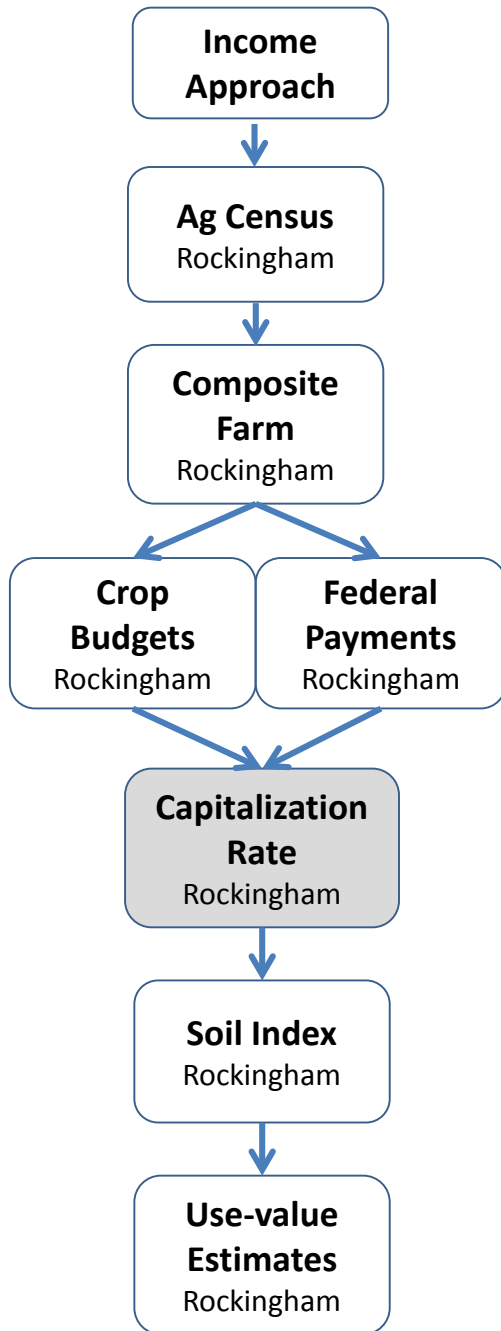 Income
Approach
Ag Census
Rockingham
Composite
Farm
Rockingham
Crop
Budgets
Rockingham
Federal
Payments
Rockingham
Capitalization
Rate
Rockingham
Soil Index
Rockingham
Use-value
Estimates
Rockingham